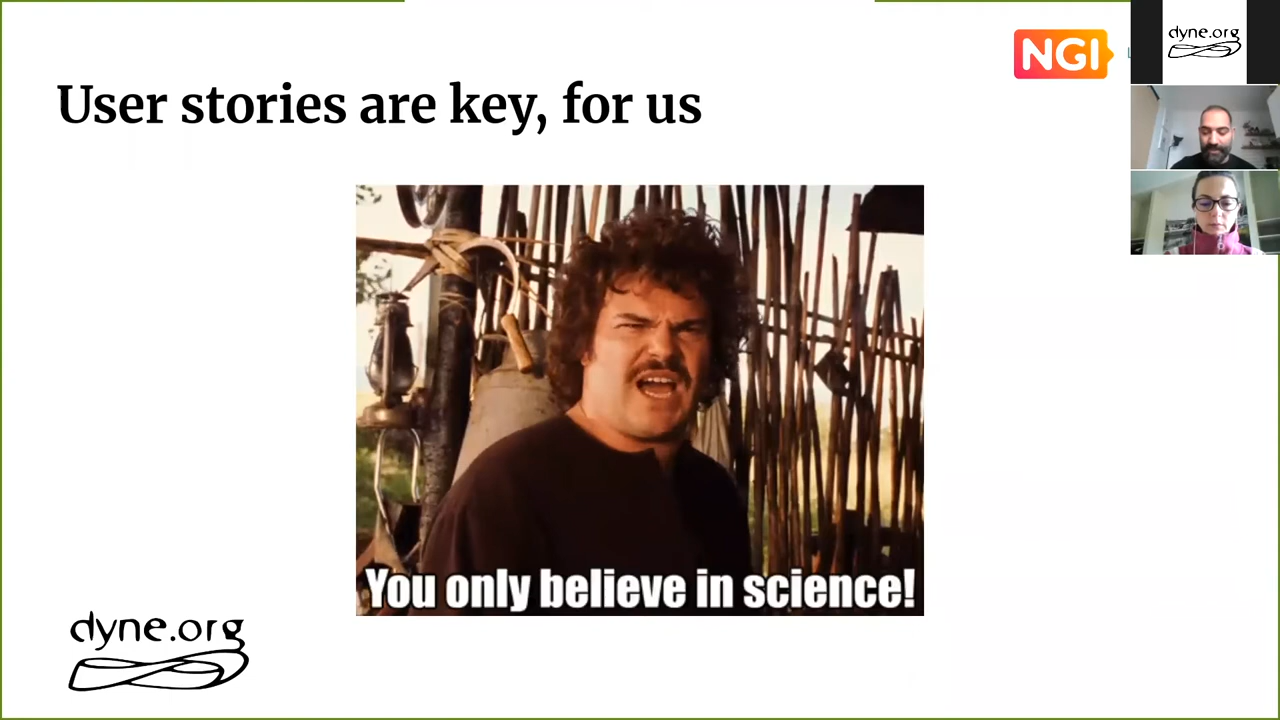 NGI
dyne.org
User stories are key, for us
You only believe in science!
dyne.org